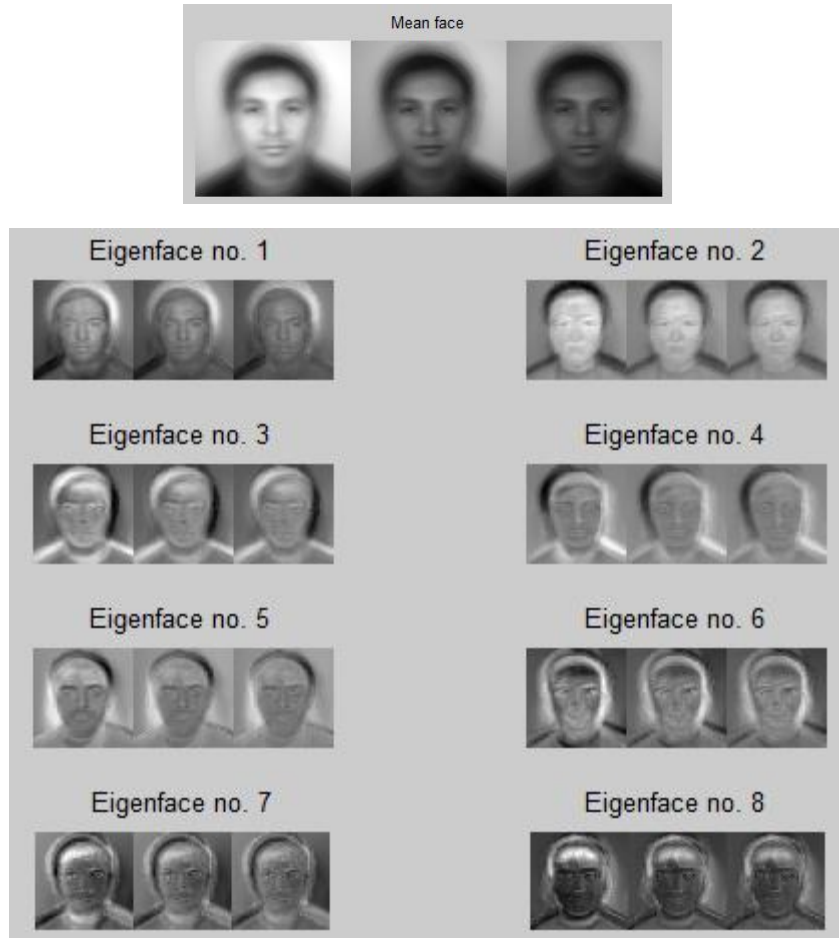 Mean face
Eigenface no. 1
Eigenface no. 2
Eigenface no. 3
Eigenface no. 4
Eigenface no. 5
Eigenface no. 6
Eigenface no. 7
Eigenface no. 8